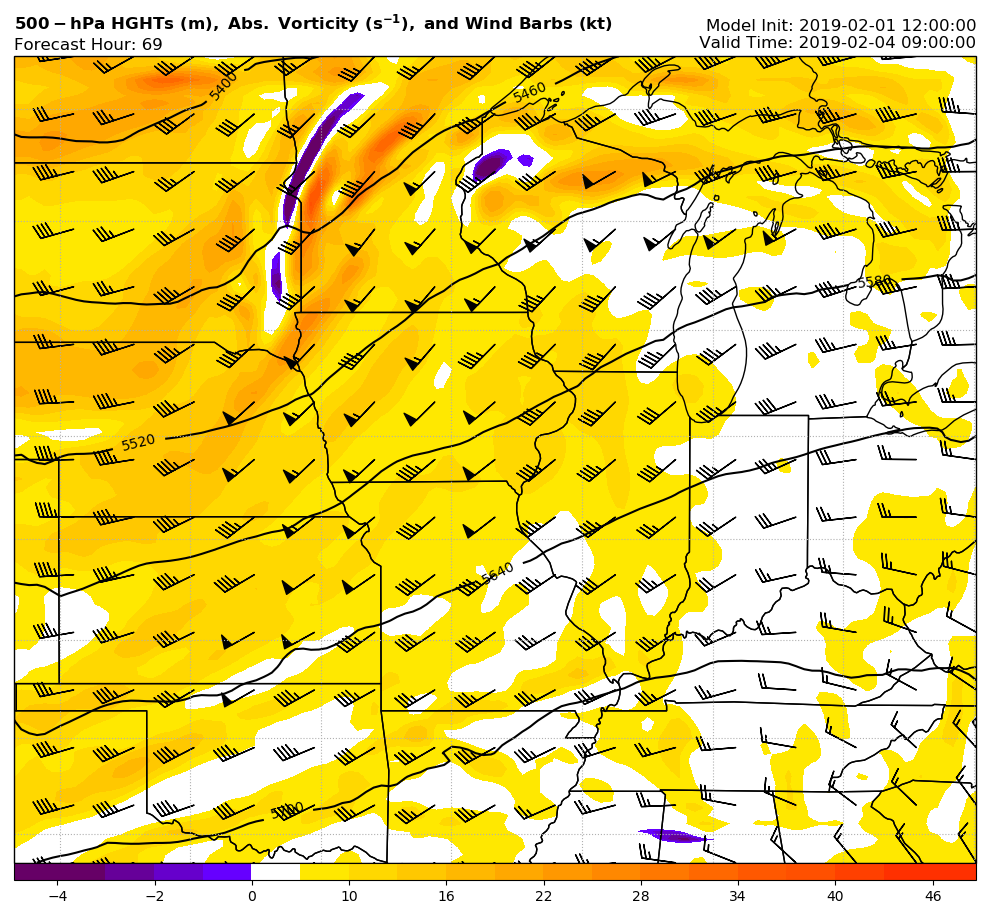 500−hPa HGHTs (m), Abs. Vorticity (s⁻¹), and Wind Barbs (kt)
Model Init: 2019-02-01 12:00:00
Forecast Hour: 69
Valid Time: 2019-02-04 09:00:00
5400
5460
5580
5520
5640
5700
−4 −2 0 10 16 22 28 34 40 46